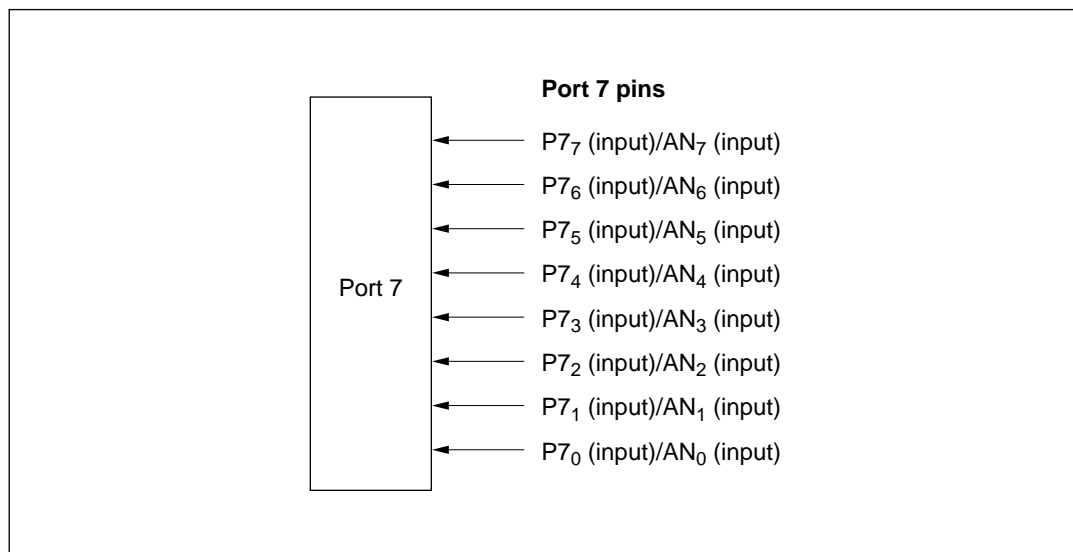 Port 7 pins
P7₇ (input)/AN₇ (input)
P7₆ (input)/AN₆ (input)
P7₅ (input)/AN₅ (input)
P7₄ (input)/AN₄ (input)
Port 7
P7₃ (input)/AN₃ (input)
P7₂ (input)/AN₂ (input)
P7₁ (input)/AN₁ (input)
P7₀ (input)/AN₀ (input)